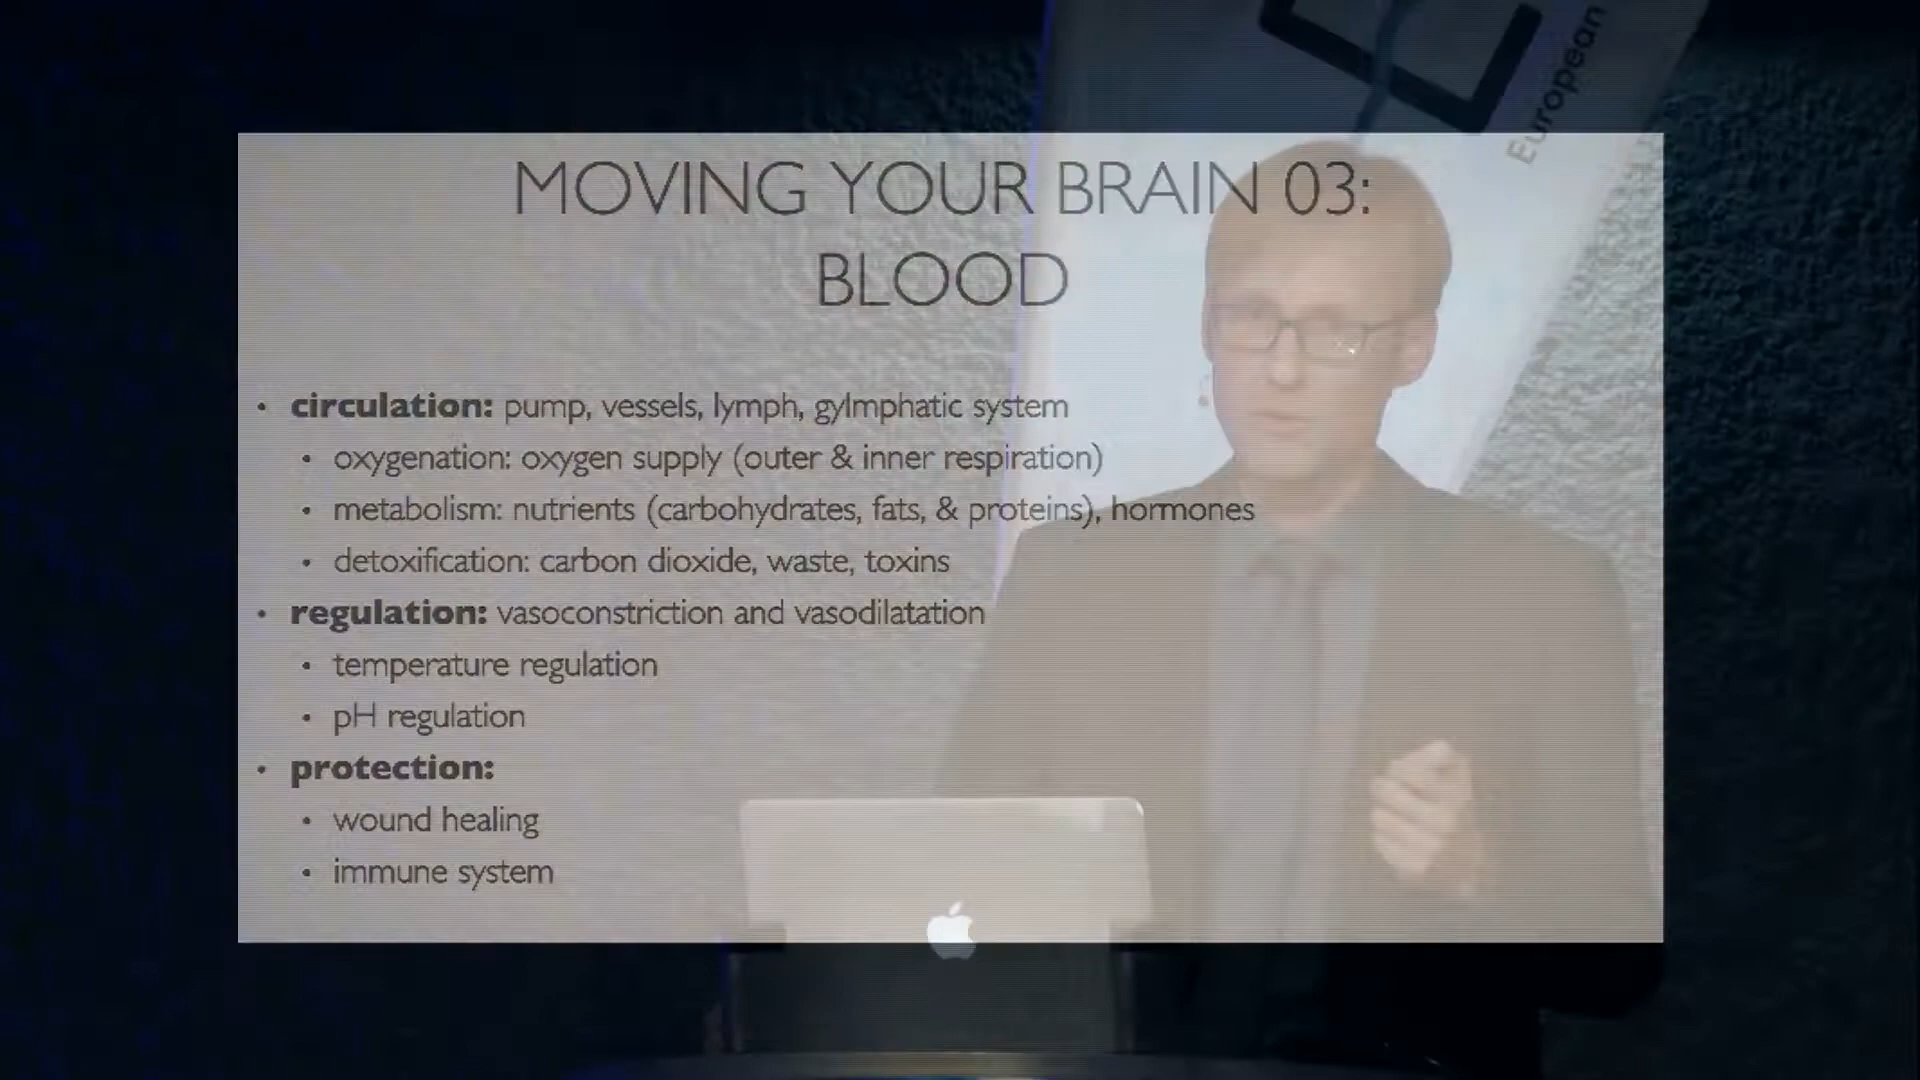 European
MOVING YOUR BRAIN 03:
BLOOD
• circulation: pump, vessels, lymph, gylmphatic system
• oxygenation: oxygen supply (outer & inner respiration)
• metabolism: nutrients (carbohydrates, fats, & proteins), hormones
• detoxification: carbon dioxide, waste, toxins
• regulation: vasoconstriction and vasodilatation
• temperature regulation
• pH regulation
• protection:
• wound healing
• immune system